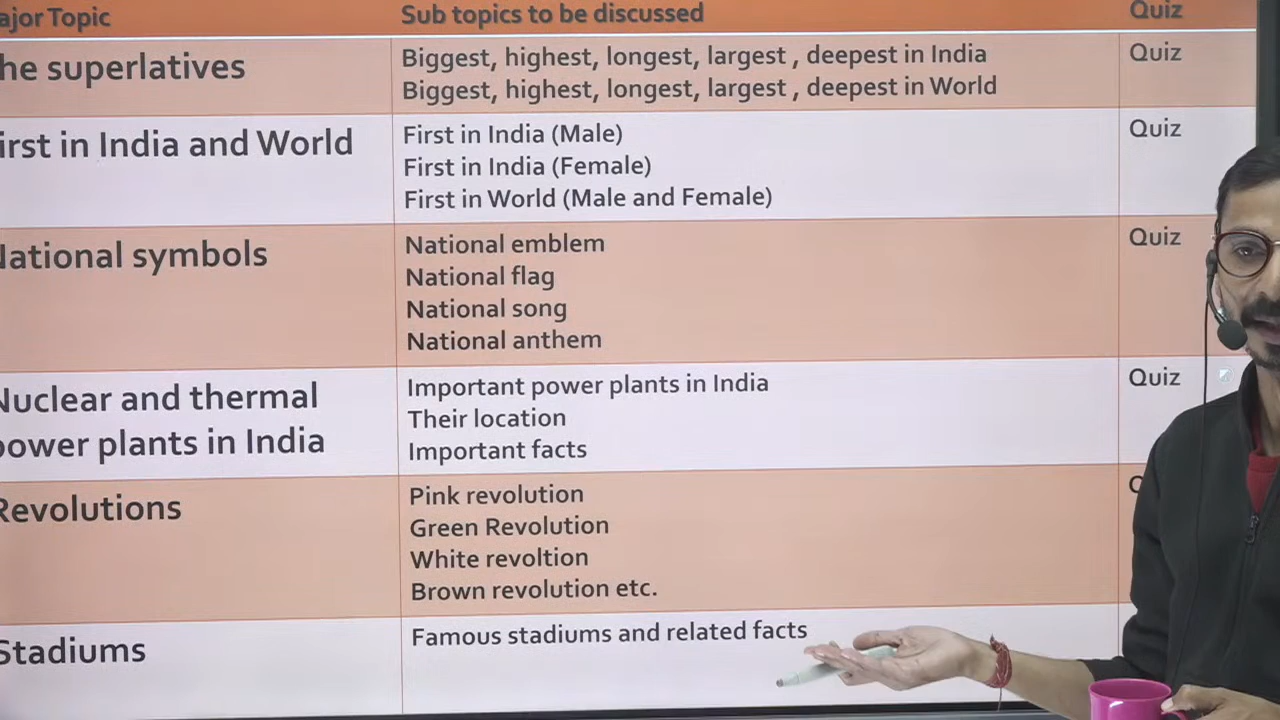 ajor Topic
Sub topics to be discussed
Quiz
he superlatives
Biggest, highest, longest, largest , deepest in India
Biggest, highest, longest, largest , deepest in World
Quiz
irst in India and World
First in India (Male)
First in India (Female)
First in World (Male and Female)
Quiz
National symbols
National emblem
National flag
National song
National anthem
Quiz
Nuclear and thermal
power plants in India
Important power plants in India
Their location
Important facts
Quiz
Revolutions
Pink revolution
Green Revolution
White revoltion
Brown revolution etc.
Stadiums
Famous stadiums and related facts